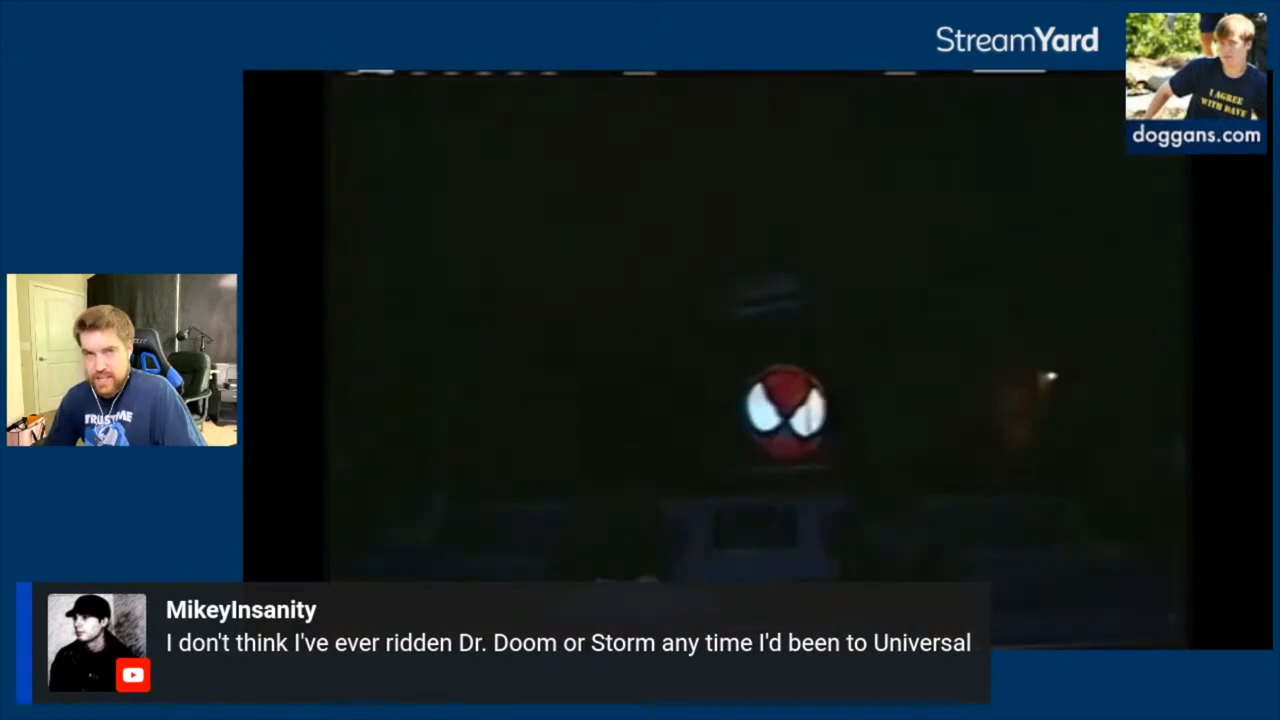 StreamYard
I AGREE
WITH DAVE
doggans.com
TRUST ME
MikeyInsanity
I don't think I've ever ridden Dr. Doom or Storm any time I'd been to Universal